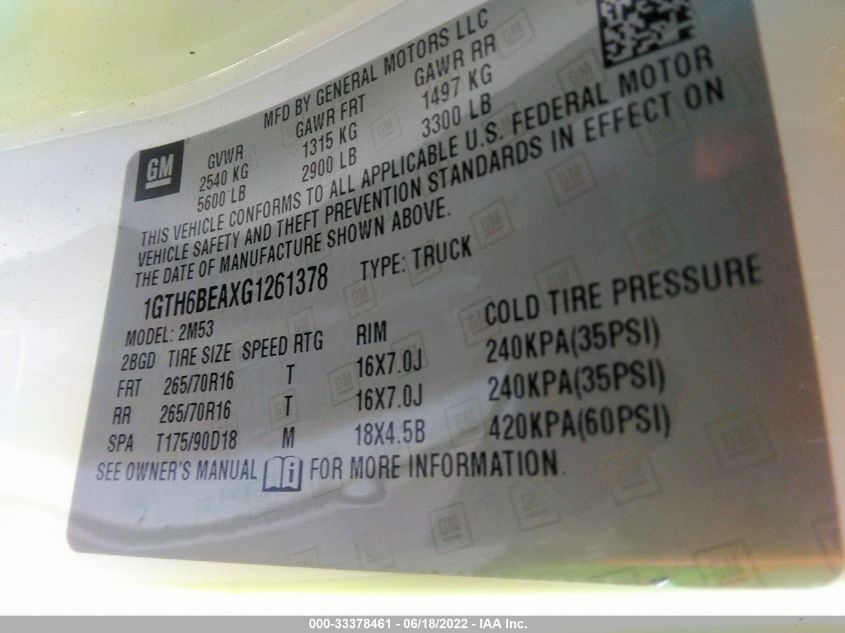 GM
MFD BY GENERAL MOTORS LLC
GVWR GAWR FRT GAWR RR
2540 KG 1315 KG 1497 KG
5600 LB 2900 LB 3300 LB
THIS VEHICLE CONFORMS TO ALL APPLICABLE U.S. FEDERAL MOTOR
VEHICLE SAFETY AND THEFT PREVENTION STANDARDS IN EFFECT ON
THE DATE OF MANUFACTURE SHOWN ABOVE.
1GTH6BEAXG1261378 TYPE: TRUCK
MODEL: 2M53
2BGD TIRE SIZE SPEED RTG RIM COLD TIRE PRESSURE
FRT 265/70R16 T 16X7.0J 240KPA(35PSI)
RR 265/70R16 T 16X7.0J 240KPA(35PSI)
SPA T175/90D18 M 18X4.5B 420KPA(60PSI)
SEE OWNER'S MANUAL i FOR MORE INFORMATION.
000-33378461 - 06/18/2022 - IAA Inc.